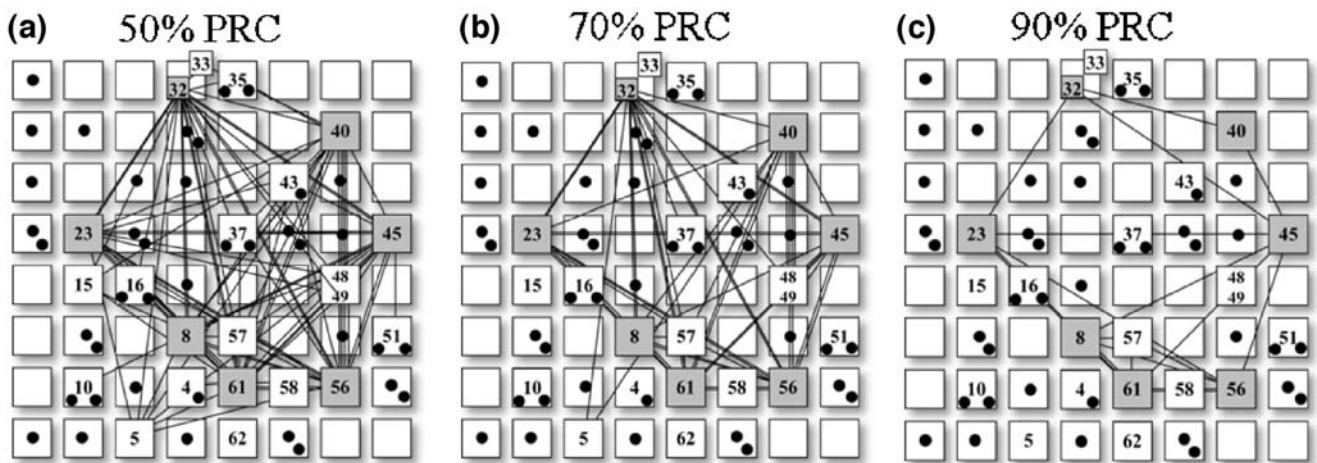 (a) 50% PRC (b) 70% PRC (c) 90% PRC
33 33 33
32 35 32 35 32 35
40 40 40
43 43 43
23 37 45 23 37 45 23 37 45
15 16 48 15 16 48 15 16 48
49 49 49
8 57 51 8 57 51 8 57 51
10 4 61 58 56 10 4 61 58 56 10 4 61 58 56
5 62 5 62 5 62